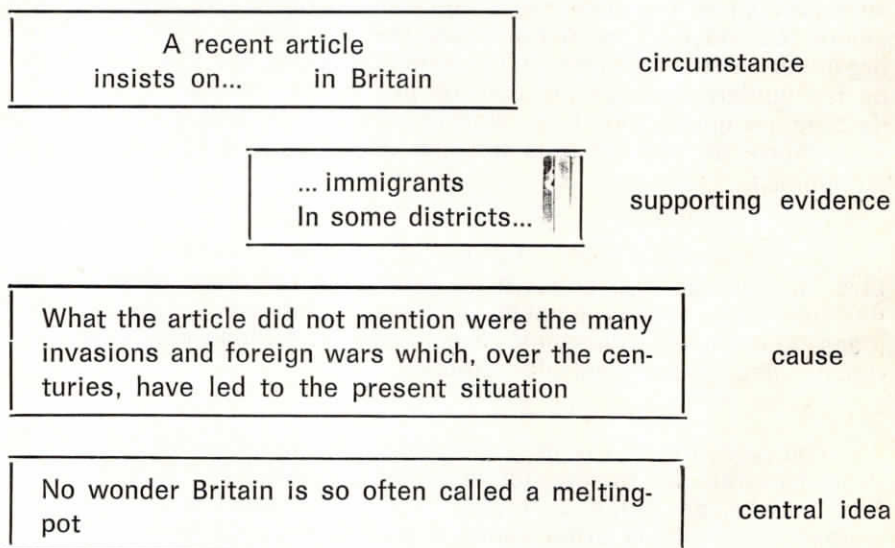 A recent article
insists on... in Britain
circumstance
... immigrants
In some districts...
supporting evidence
What the article did not mention were the many
invasions and foreign wars which, over the cen-
turies, have led to the present situation
cause
No wonder Britain is so often called a melting-
pot
central idea